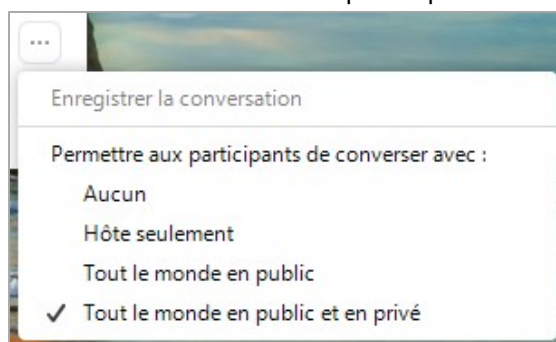 ...
Enregistrer la conversation
Permettre aux participants de converser avec :
Aucun
Hôte seulement
Tout le monde en public
✓ Tout le monde en public et en privé